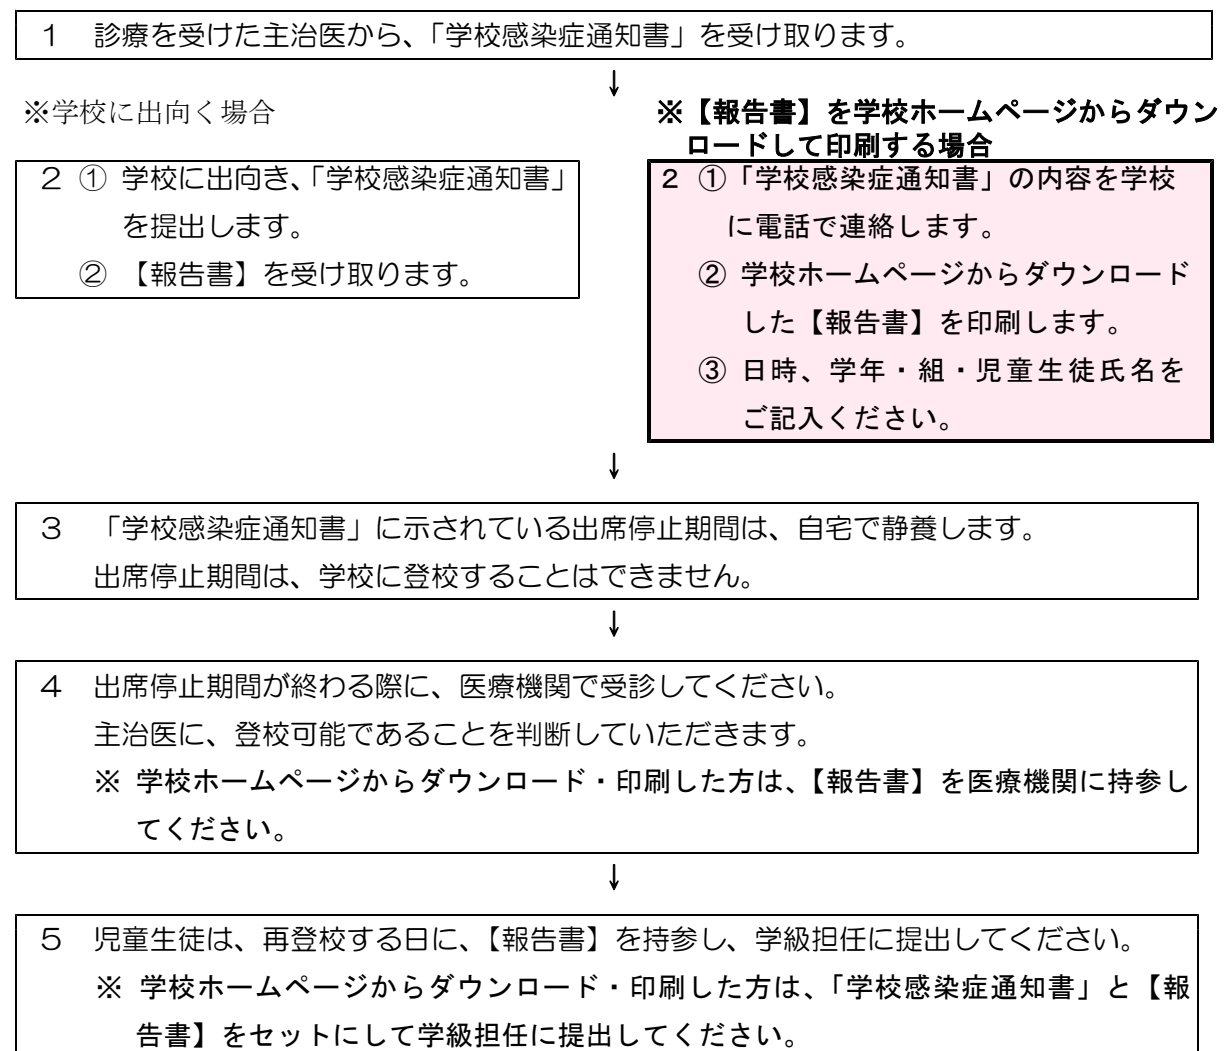 １　診療を受けた主治医から、「学校感染症通知書」を受け取ります。
↓
※学校に出向く場合
２ ① 学校に出向き、「学校感染症通知書」
を提出します。
② 【報告書】を受け取ります。
※【報告書】を学校ホームページからダウン
ロードして印刷する場合
２ ①「学校感染症通知書」の内容を学校
に電話で連絡します。
② 学校ホームページからダウンロード
した【報告書】を印刷します。
③ 日時、学年・組・児童生徒氏名を
ご記入ください。
↓
３　「学校感染症通知書」に示されている出席停止期間は、自宅で静養します。
出席停止期間は、学校に登校することはできません。
↓
４　出席停止期間が終わる際に、医療機関で受診してください。
主治医に、登校可能であることを判断していただきます。
※ 学校ホームページからダウンロード・印刷した方は、【報告書】を医療機関に持参し
てください。
↓
５　児童生徒は、再登校する日に、【報告書】を持参し、学級担任に提出してください。
※ 学校ホームページからダウンロード・印刷した方は、「学校感染症通知書」と【報
告書】をセットにして学級担任に提出してください。